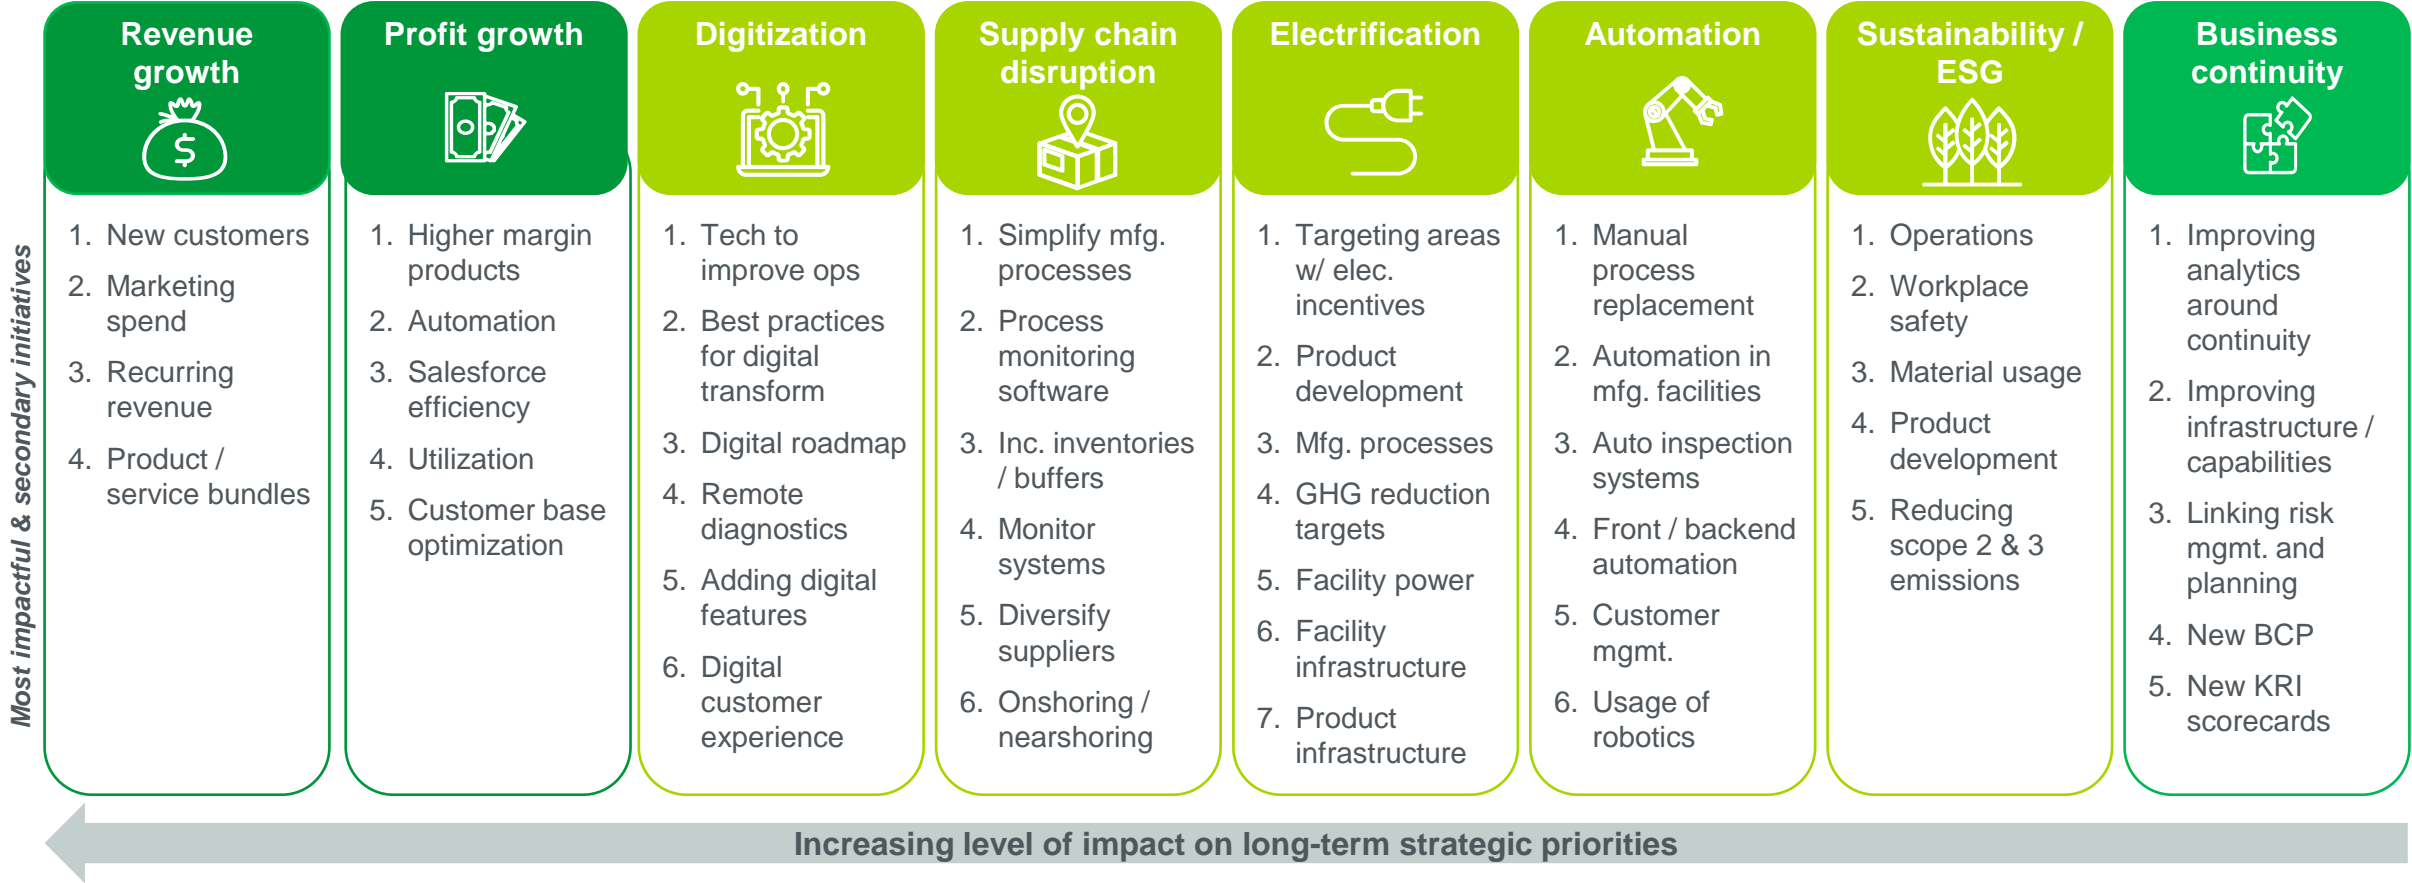 Revenue
growth
$
1. New customers
2. Marketing
spend
3. Recurring
revenue
4. Product /
service bundles
Profit growth
1. Higher margin
products
2. Automation
3. Salesforce
efficiency
4. Utilization
5. Customer base
optimization
Digitization
1. Tech to
improve ops
2. Best practices
for digital
transform
3. Digital roadmap
4. Remote
diagnostics
5. Adding digital
features
6. Digital
customer
experience
Supply chain
disruption
1. Simplify mfg.
processes
2. Process
monitoring
software
3. Inc. inventories
/ buffers
4. Monitor
systems
5. Diversify
suppliers
6. Onshoring /
nearshoring
Electrification
1. Targeting areas
w/ elec.
incentives
2. Product
development
3. Mfg. processes
4. GHG reduction
targets
5. Facility power
6. Facility
infrastructure
7. Product
infrastructure
Automation
1. Manual
process
replacement
2. Automation in
mfg. facilities
3. Auto inspection
systems
4. Front / backend
automation
5. Customer
mgmt.
6. Usage of
robotics
Sustainability /
ESG
1. Operations
2. Workplace
safety
3. Material usage
4. Product
development
5. Reducing
scope 2 & 3
emissions
Business
continuity
1. Improving
analytics
around
continuity
2. Improving
infrastructure /
capabilities
3. Linking risk
mgmt. and
planning
4. New BCP
5. New KRI
scorecards
Most impactful & secondary initiatives
Increasing level of impact on long-term strategic priorities